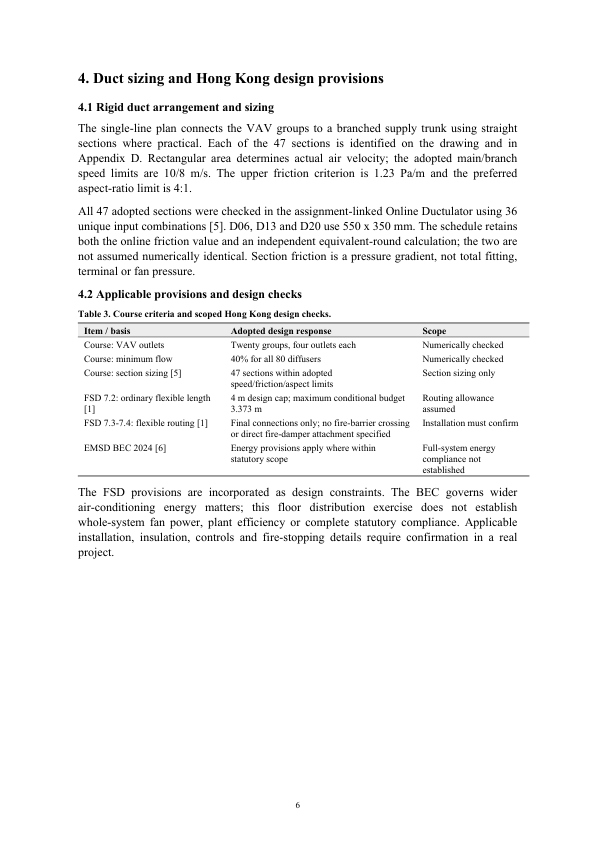 4. Duct sizing and Hong Kong design provisions
4.1 Rigid duct arrangement and sizing
The single-line plan connects the VAV groups to a branched supply trunk using straight
sections where practical. Each of the 47 sections is identified on the drawing and in
Appendix D. Rectangular area determines actual air velocity; the adopted main/branch
speed limits are 10/8 m/s. The upper friction criterion is 1.23 Pa/m and the preferred
aspect-ratio limit is 4:1.
All 47 adopted sections were checked in the assignment-linked Online Ductulator using 36
unique input combinations [5]. D06, D13 and D20 use 550 x 350 mm. The schedule retains
both the online friction value and an independent equivalent-round calculation; the two are
not assumed numerically identical. Section friction is a pressure gradient, not total fitting,
terminal or fan pressure.
4.2 Applicable provisions and design checks
Table 3. Course criteria and scoped Hong Kong design checks.
Item / basis Adopted design response Scope
Course: VAV outlets Twenty groups, four outlets each Numerically checked
Course: minimum flow 40% for all 80 diffusers Numerically checked
Course: section sizing [5] 47 sections within adopted Section sizing only
speed/friction/aspect limits
FSD 7.2: ordinary flexible length 4 m design cap; maximum conditional budget Routing allowance
[1] 3.373 m assumed
FSD 7.3-7.4: flexible routing [1] Final connections only; no fire-barrier crossing Installation must confirm
or direct fire-damper attachment specified
EMSD BEC 2024 [6] Energy provisions apply where within Full-system energy
statutory scope compliance not
established
The FSD provisions are incorporated as design constraints. The BEC governs wider
air-conditioning energy matters; this floor distribution exercise does not establish
whole-system fan power, plant efficiency or complete statutory compliance. Applicable
installation, insulation, controls and fire-stopping details require confirmation in a real
project.
6